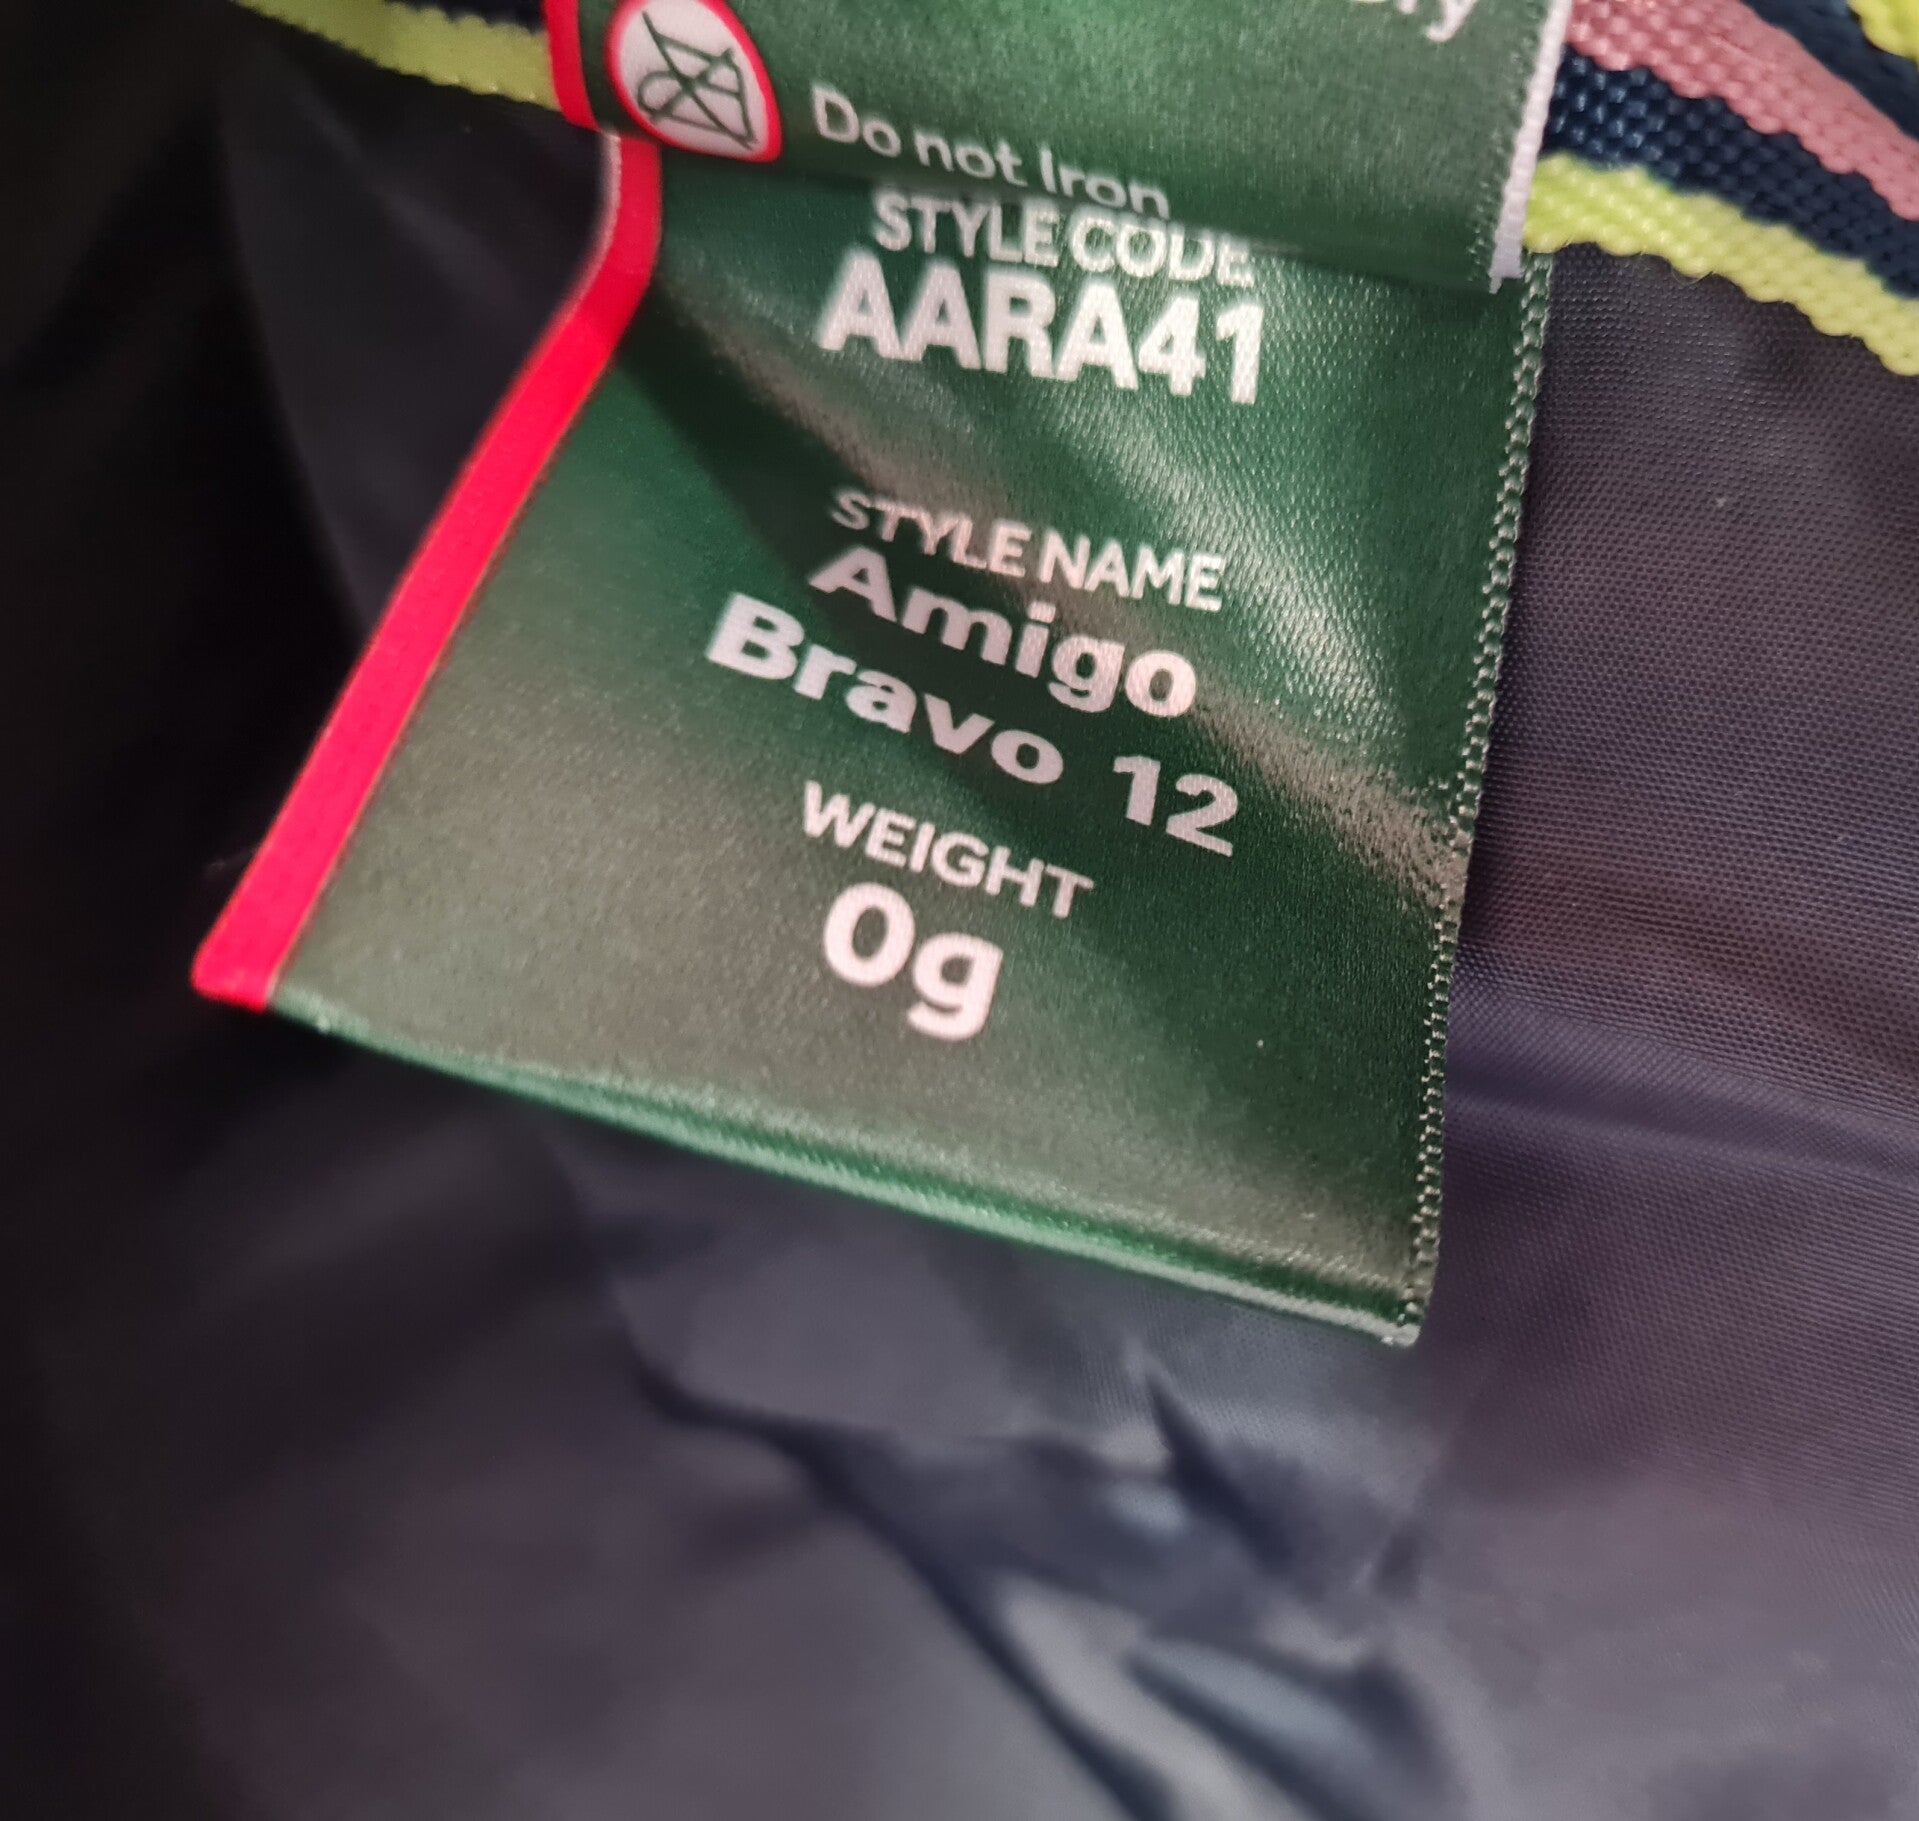 Do not Iron
STYLE CODE
AARA41
STYLE NAME
Amigo
Bravo 12
WEIGHT
0g